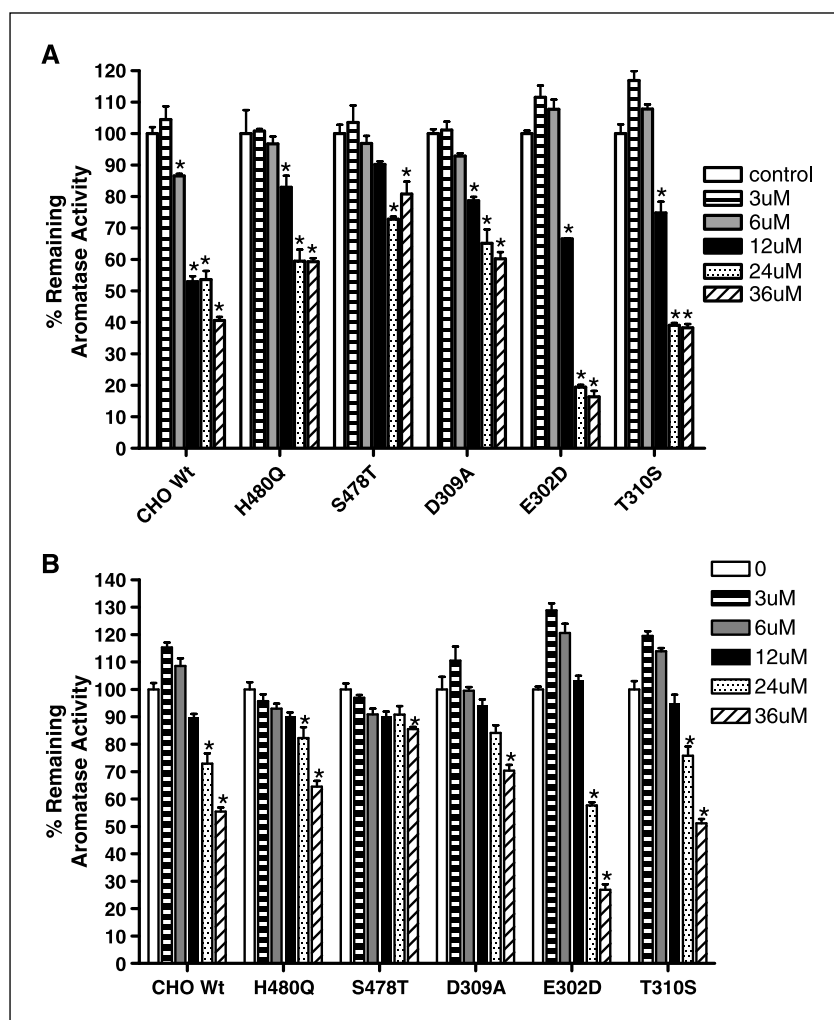 A
% Remaining
Aromatase Activity
120
110
100
90
80
70
60
50
40
30
20
10
0
* * * * * * * * * * * * * * * * *
CHO Wt
H480Q
S478T
D309A
E302D
T310S
control
3uM
6uM
12uM
24uM
36uM
B
% Remaining
Aromatase Activity
140
130
120
110
100
90
80
70
60
50
40
30
20
10
0
* * * * * * * * * *
CHO Wt
H480Q
S478T
D309A
E302D
T310S
0
3uM
6uM
12uM
24uM
36uM